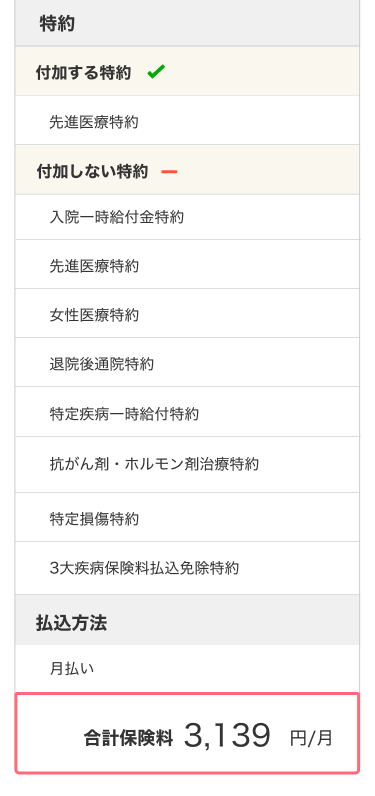 特約
付加する特約
先進医療特約
付加しない特約
入院一時給付金特約
先進医療特約
女性医療特約
退院後通院特約
特定疾病一時給付特約
抗がん剤・ホルモン剤治療特約
特定損傷特約
3大疾病保険料払込免除特約
払込方法
月払い
合計保険料 3,139 円/月